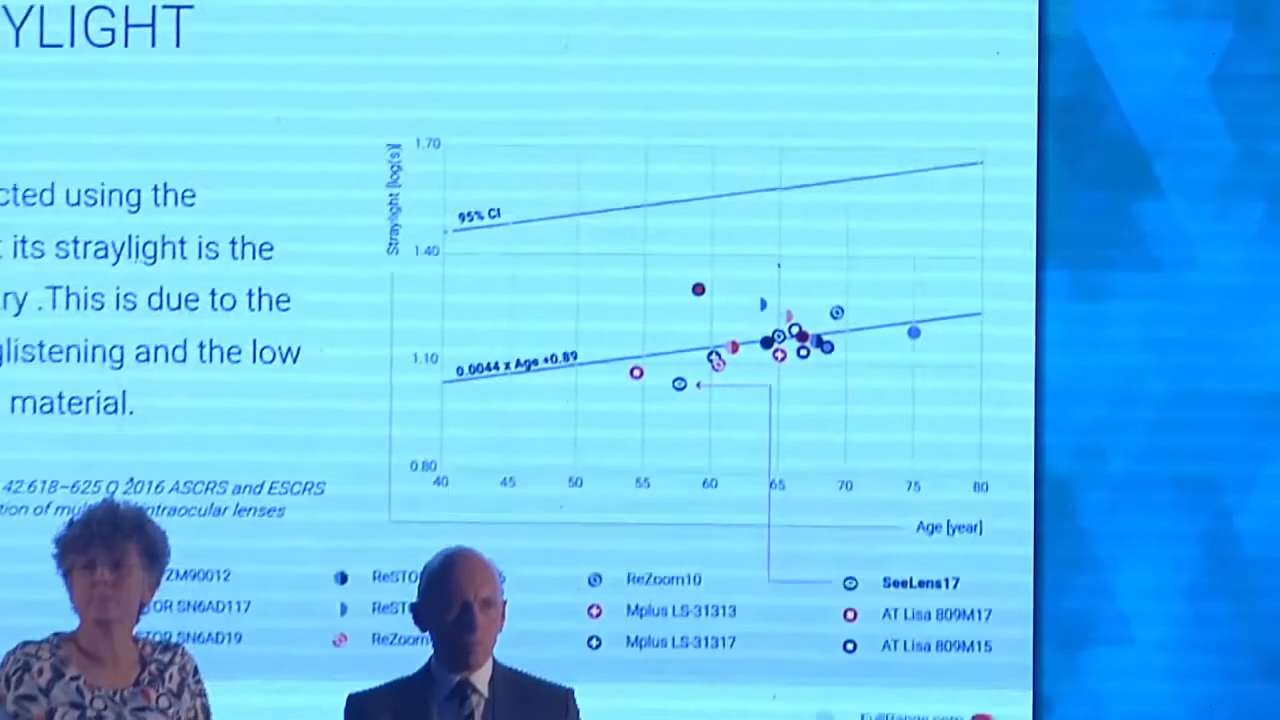 YLIGHT
cted using the
its straylight is the
ry .This is due to the
glistening and the low
material.
42:618–625 © 2016 ASCRS and ESCRS
intraocular lenses
Straylight [log(s)]
1.70
1.40
1.10
0.80
95% CI
0.0044 x Age +0.89
40 45 50 55 60 65 70 75 80
Age [year]
ZM90012
OR SN6AD117
TOR SN6AD19
ReSTO
ReST
ReZoom
ReZoom10
Mplus LS-31313
Mplus LS-31317
SeeLens17
AT Lisa 809M17
AT Lisa 809M15